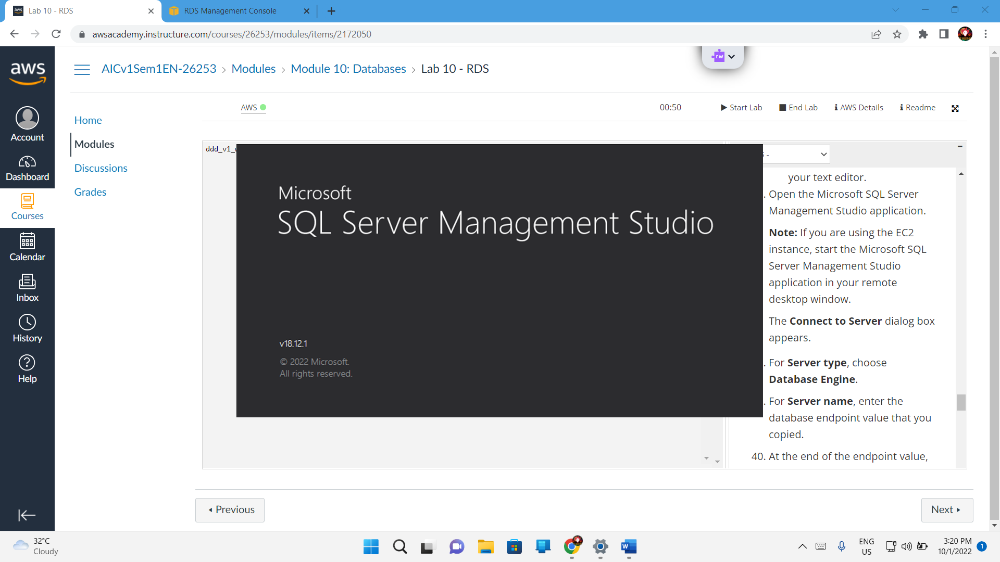 Lab 10 - RDS
RDS Management Console
awsacademy.instructure.com/courses/26253/modules/items/2172050
rw
aws
Account
Dashboard
Courses
Calendar
Inbox
History
Help
AICv1Sem1EN-26253 › Modules › Module 10: Databases › Lab 10 - RDS
Home
Modules
Discussions
Grades
AWS
00:50
Start Lab
End Lab
AWS Details
Readme
ddd_v1_
Microsoft
SQL Server Management Studio
v18.12.1
© 2022 Microsoft.
All rights reserved.
your text editor.
. Open the Microsoft SQL Server
Management Studio application.
Note: If you are using the EC2
instance, start the Microsoft SQL
Server Management Studio
application in your remote
desktop window.
The Connect to Server dialog box
appears.
. For Server type, choose
Database Engine.
. For Server name, enter the
database endpoint value that you
copied.
40. At the end of the endpoint value,
Previous
Next
32°C
Cloudy
ENG
US
3:20 PM
10/1/2022
1